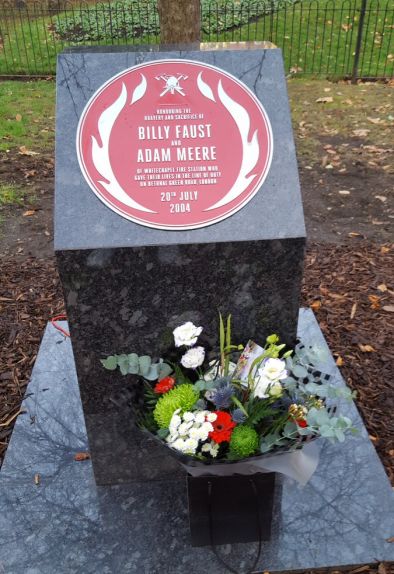 HONORING THE
BRAVERY AND SACRIFICE OF
BILLY FAUST
AND
ADAM MEERE
OF WHITECHAPEL FIRE STATION WHO
GAVE THEIR LIVES IN THE LINE OF DUTY
ON BETHNAL GREEN ROAD, LONDON
20TH JULY
2004